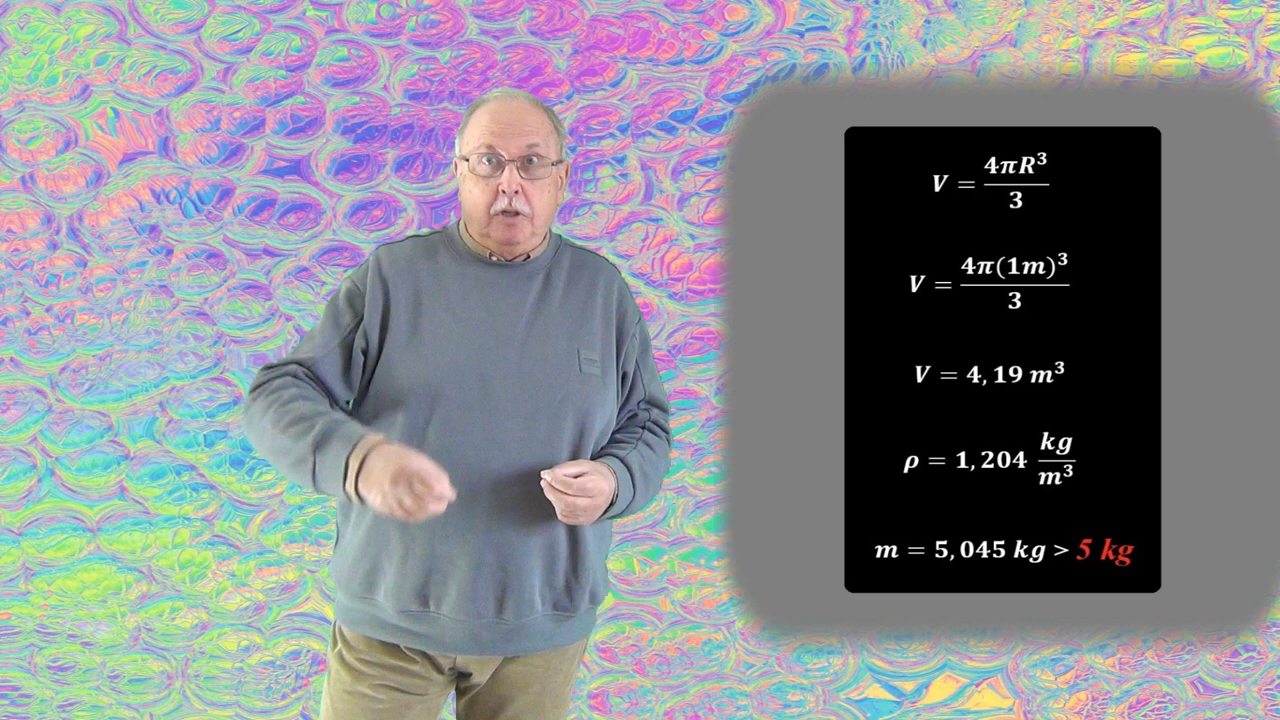 V = 4πR³/3
V = 4π(1m)³/3
V = 4,19 m³
ρ = 1,204 kg/m³
m = 5,045 kg > 5 kg